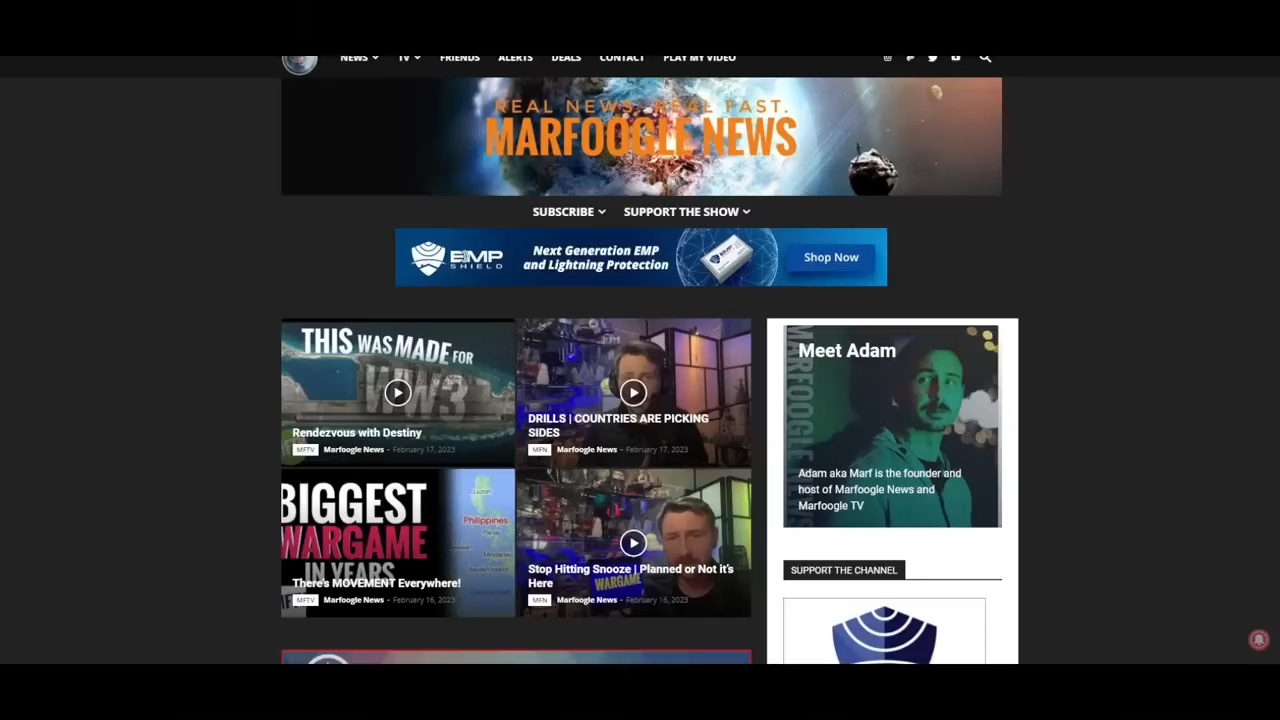 NEWS
TV
FRIENDS
ALERTS
DEALS
CONTACT
PLAY MY VIDEO
REAL NEWS. REAL FAST.
MARFOOGLE NEWS
SUBSCRIBE
SUPPORT THE SHOW
EMP
SHIELD
Next Generation EMP
and Lightning Protection
Shop Now
THIS WAS MADE FOR
WW3
Rendezvous with Destiny
MFTV Marfoogle News - February 17, 2023
DRILLS | COUNTRIES ARE PICKING
SIDES
MFN Marfoogle News - February 17, 2023
BIGGEST
WARGAME
IN YEARS
Luzon
Philippines
Panay
Mindanao
There's MOVEMENT Everywhere!
MFTV Marfoogle News - February 16, 2023
WARGAME
Stop Hitting Snooze | Planned or Not it's
Here
MFN Marfoogle News - February 16, 2023
MARFOOGLE
Meet Adam
Adam aka Marf is the founder and
host of Marfoogle News and
Marfoogle TV
SUPPORT THE CHANNEL